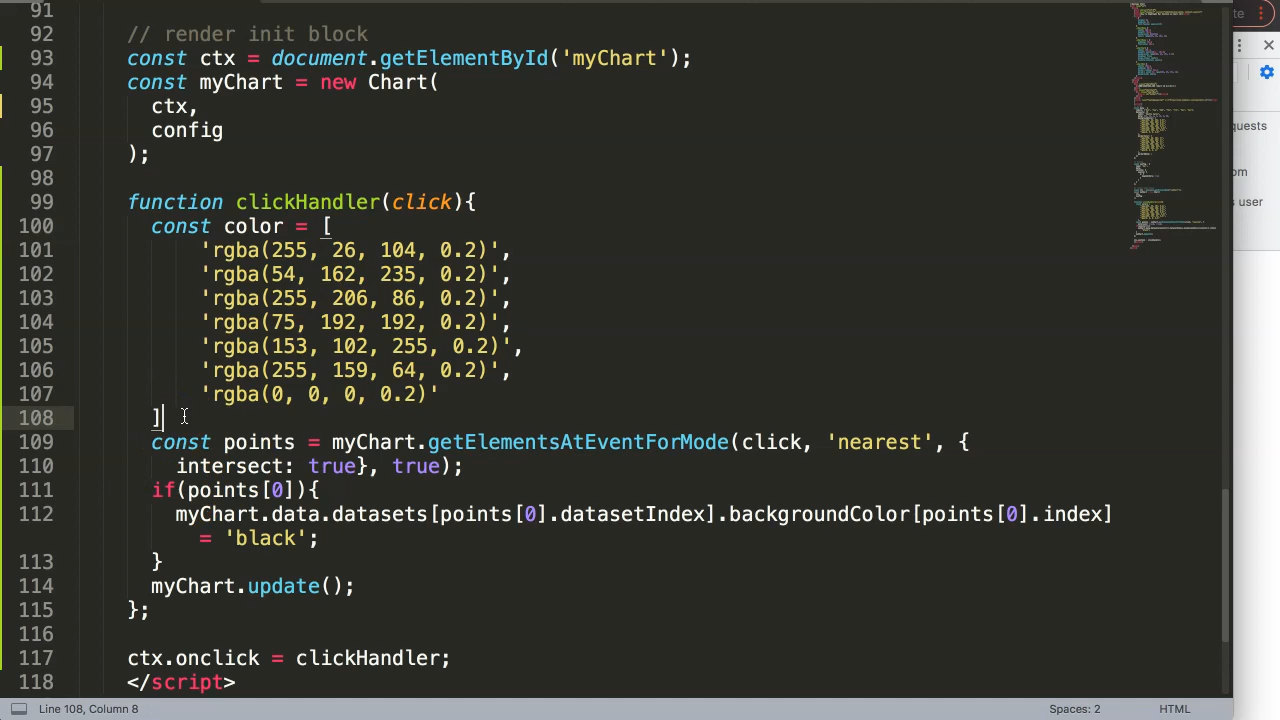 91
92 // render init block
93 const ctx = document.getElementById('myChart');
94 const myChart = new Chart(
95 ctx,
96 config
97 );
98
99 function clickHandler(click){
100 const color = [
101 'rgba(255, 26, 104, 0.2)',
102 'rgba(54, 162, 235, 0.2)',
103 'rgba(255, 206, 86, 0.2)',
104 'rgba(75, 192, 192, 0.2)',
105 'rgba(153, 102, 255, 0.2)',
106 'rgba(255, 159, 64, 0.2)',
107 'rgba(0, 0, 0, 0.2)'
108 ]
109 const points = myChart.getElementsAtEventForMode(click, 'nearest', {
110 intersect: true}, true);
111 if(points[0]){
112 myChart.data.datasets[points[0].datasetIndex].backgroundColor[points[0].index]
= 'black';
113 }
114 myChart.update();
115 };
116
117 ctx.onclick = clickHandler;
118 </script>
Line 108, Column 8
Spaces: 2
HTML
te
quests
om
s user